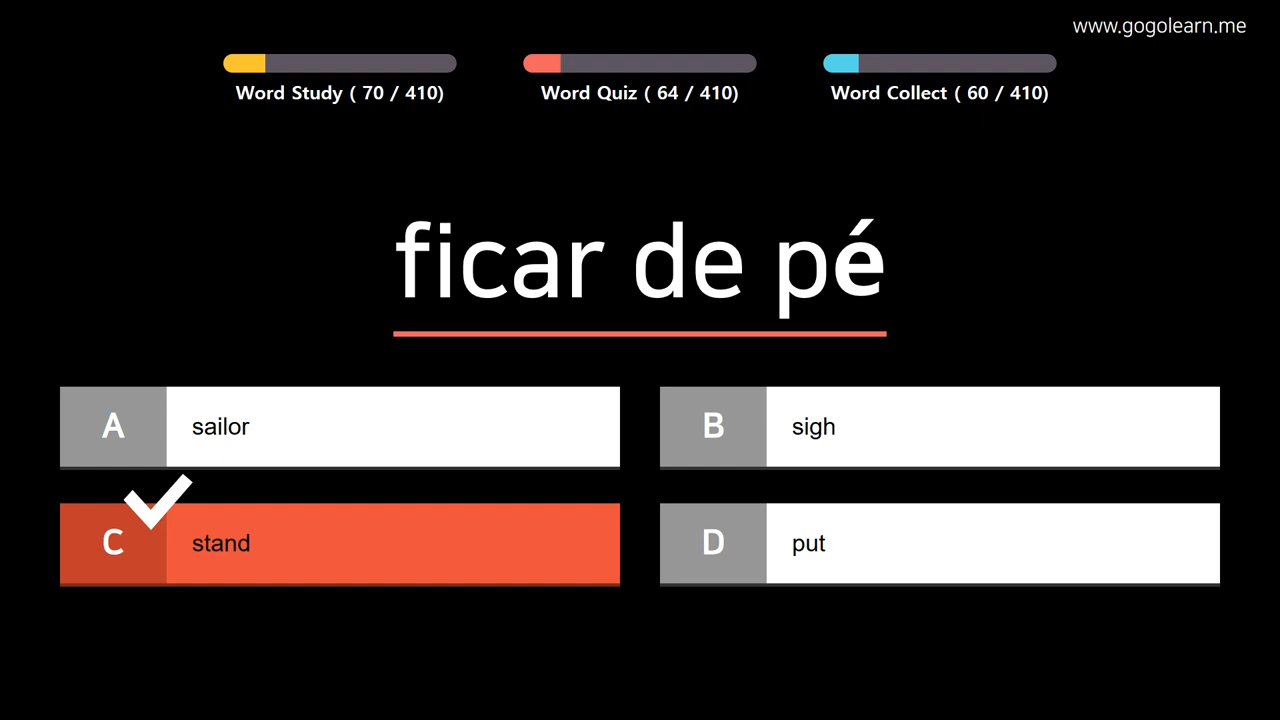 www.gogolearn.me
Word Study ( 70 / 410)
Word Quiz ( 64 / 410)
Word Collect ( 60 / 410)
ficar de pé
A sailor
B sigh
C stand
D put